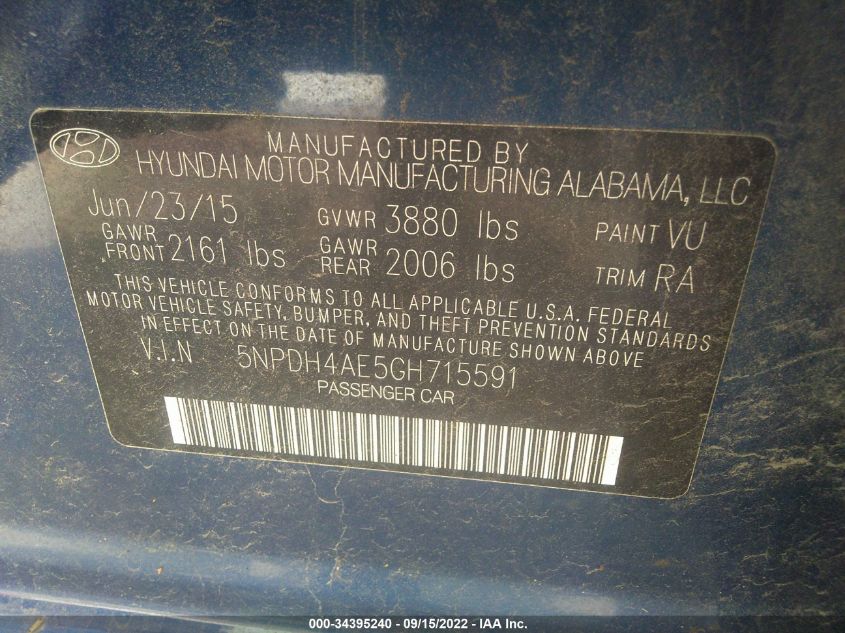 MANUFACTURED BY
HYUNDAI MOTOR MANUFACTURING ALABAMA, LLC
Jun/23/15 GVWR 3880 lbs PAINT VU
GAWR FRONT 2161 lbs GAWR REAR 2006 lbs TRIM RA
THIS VEHICLE CONFORMS TO ALL APPLICABLE U.S.A. FEDERAL
MOTOR VEHICLE SAFETY, BUMPER, AND THEFT PREVENTION STANDARDS
IN EFFECT ON THE DATE OF MANUFACTURE SHOWN ABOVE
V.I.N 5NPDH4AE5GH715591
PASSENGER CAR
000-34395240 - 09/15/2022 - IAA Inc.